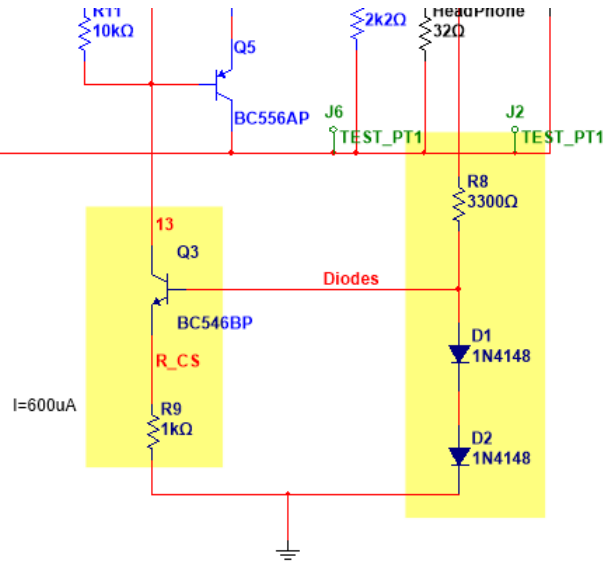 R11
10kΩ
Q5
BC556AP
2k2Ω
HeadPhone
32Ω
J6
TEST_PT1
J2
TEST_PT1
R8
3300Ω
13
Q3
BC546BP
Diodes
R_CS
D1
1N4148
I=600uA
R9
1kΩ
D2
1N4148